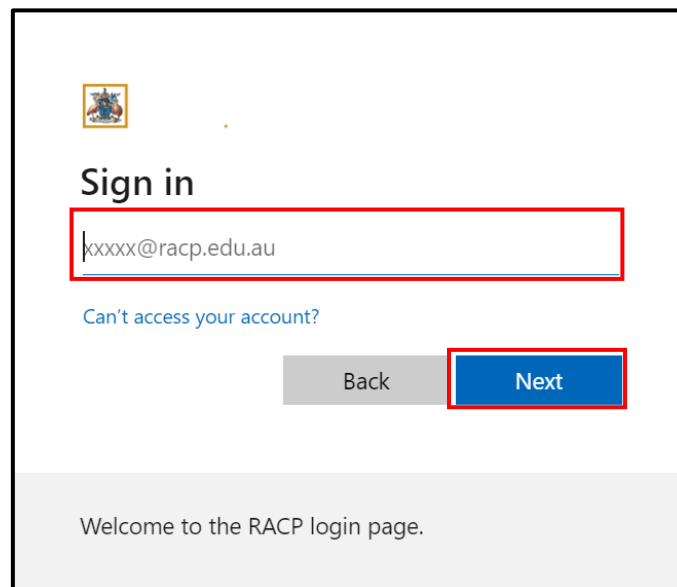 Sign in
xxxxx@racp.edu.au
Can't access your account?
Back Next
Welcome to the RACP login page.